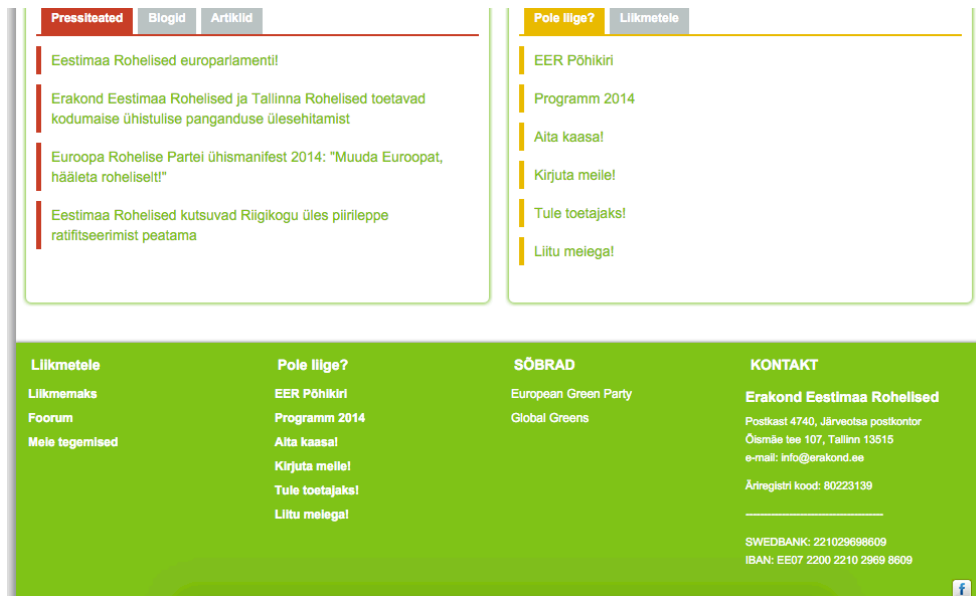 Pressiteated Blogid Artiklid
Eestimaa Rohelised europarlamenti!
Erakond Eestimaa Rohelised ja Tallinna Rohelised toetavad
kodumaise ühistulise panganduse ülesehitamist
Euroopa Rohelise Partei ühismanifest 2014: "Muuda Euroopat,
hääleta roheliselt!"
Eestimaa Rohelised kutsuvad Riigikogu üles piirileppe
ratifitseerimist peatama
Pole liige? Liikmetele
EER Põhikiri
Programm 2014
Aita kaasa!
Kirjuta meile!
Tule toetajaks!
Liitu meiega!
Liikmetele
Liikmemaks
Foorum
Meie tegemised
Pole liige?
EER Põhikiri
Programm 2014
Aita kaasa!
Kirjuta meile!
Tule toetajaks!
Liitu meiega!
SÕBRAD
European Green Party
Global Greens
KONTAKT
Erakond Eestimaa Rohelised
Postkast 4740, Järveotsa postkontor
Õismäe tee 107, Tallinn 13515
e-mail: info@erakond.ee
Äriregistri kood: 80223139
--------------------------------------
SWEDBANK: 221029698609
IBAN: EE07 2200 2210 2969 8609
f